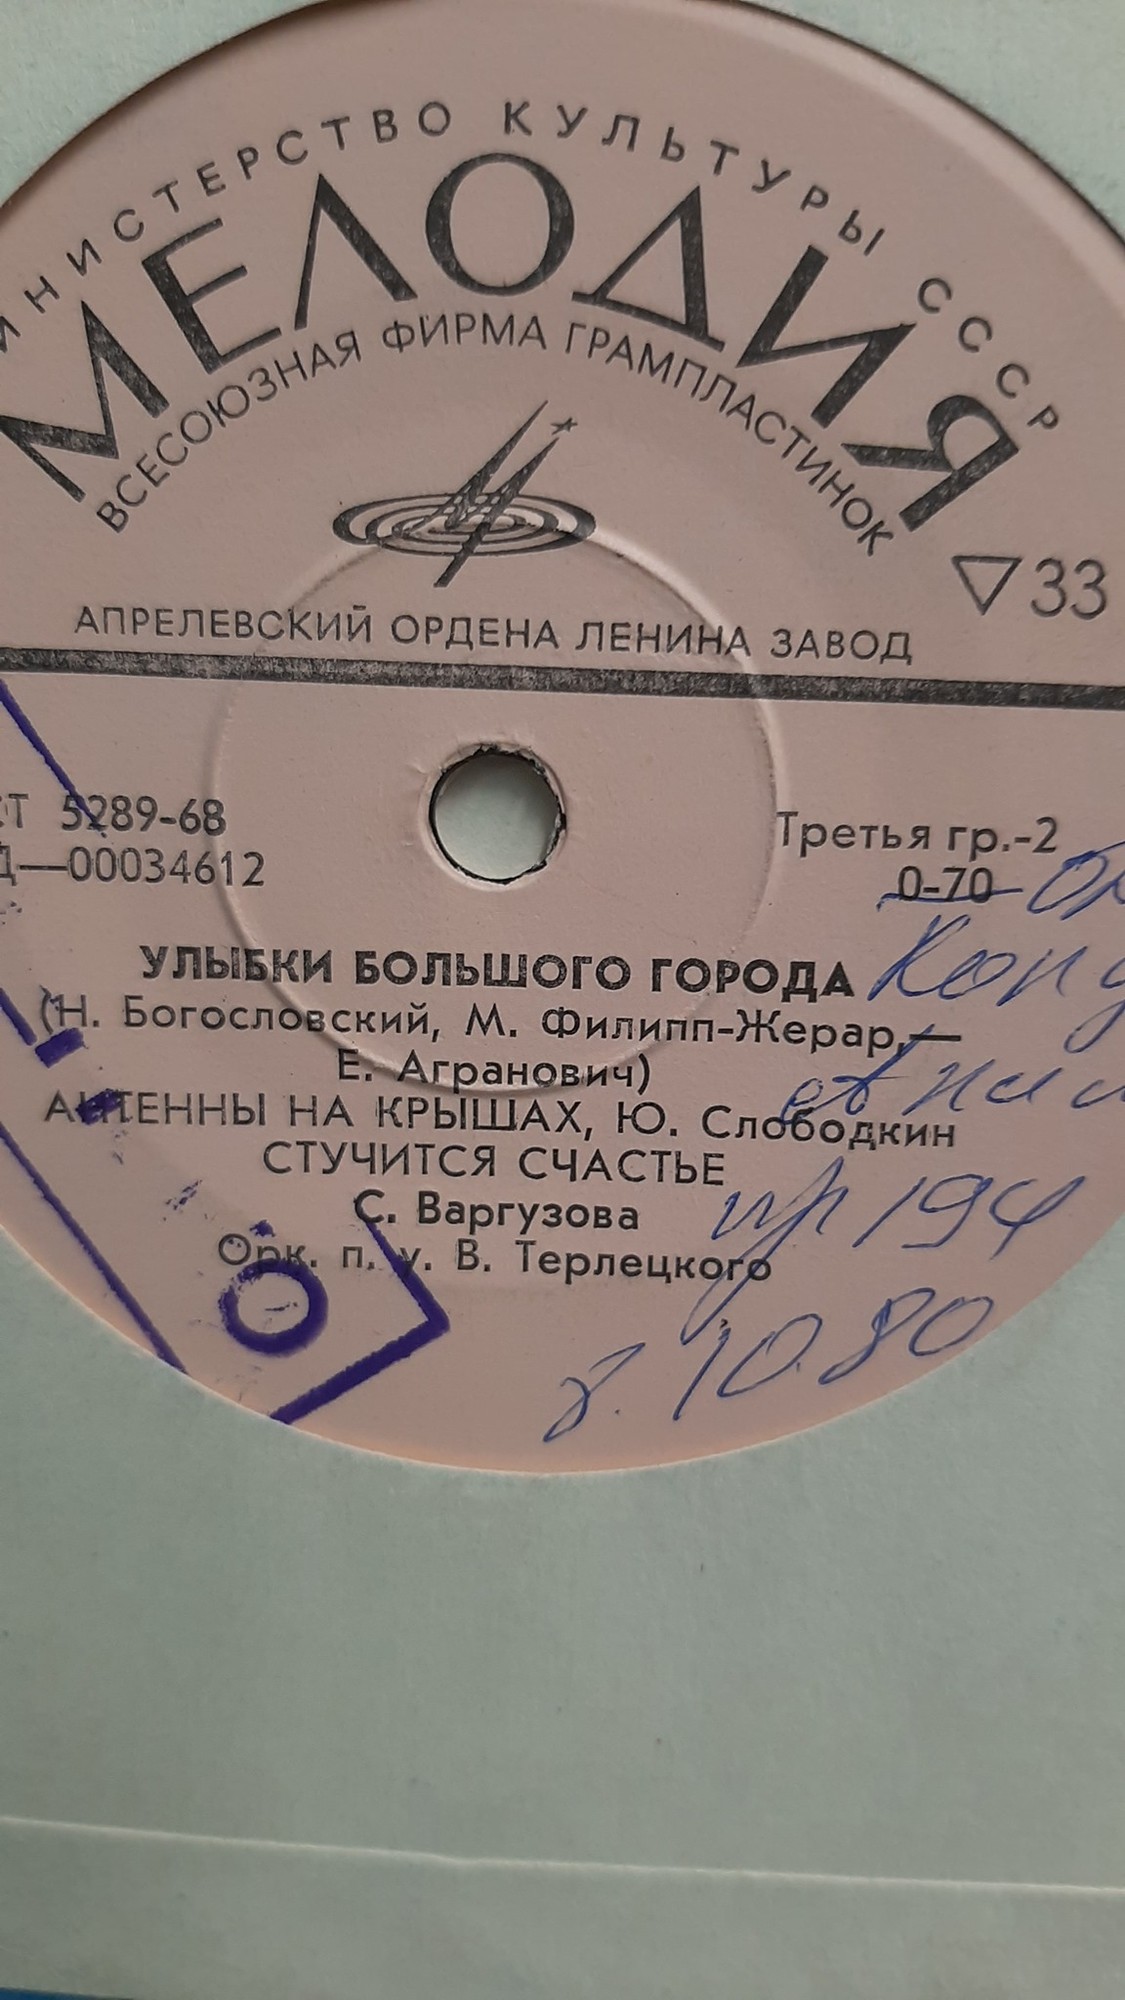 МИНИСТЕРСТВО КУЛЬТУРЫ СССР
МЕЛОДИЯ
ВСЕСОЮЗНАЯ ФИРМА ГРАМПЛАСТИНОК
33
АПРЕЛЕВСКИЙ ОРДЕНА ЛЕНИНА ЗАВОД
5289-68
Третья гр.-2
Д—00034612
0-70
УЛЫБКИ БОЛЬШОГО ГОРОДА
(Н. Богословский, М. Филипп-Жерар,—
Е. Агранович)
АНТЕННЫ НА КРЫШАХ, Ю. Слободкин
СТУЧИТСЯ СЧАСТЬЕ
С. Варгузова
Орк. п. у. В. Терлецкого
10.80